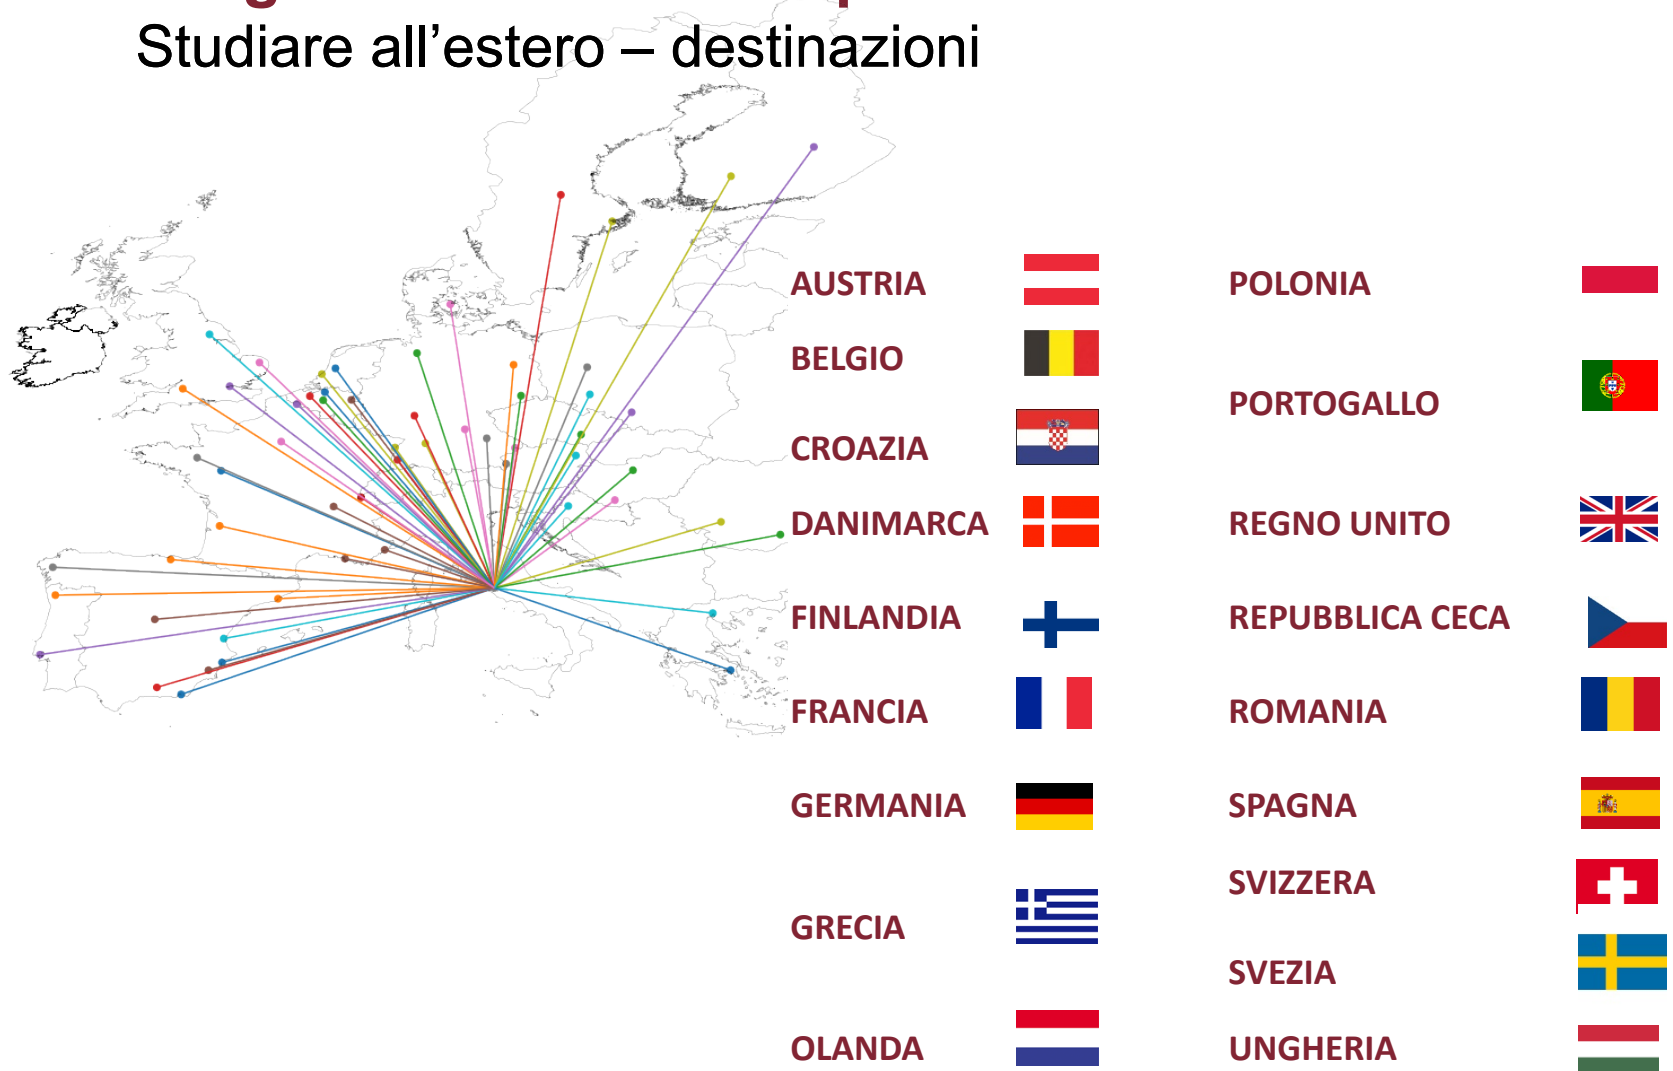 Studiare all’estero – destinazioni
AUSTRIA
BELGIO
CROAZIA
DANIMARCA
FINLANDIA
FRANCIA
GERMANIA
GRECIA
OLANDA
POLONIA
PORTOGALLO
REGNO UNITO
REPUBBLICA CECA
ROMANIA
SPAGNA
SVIZZERA
SVEZIA
UNGHERIA